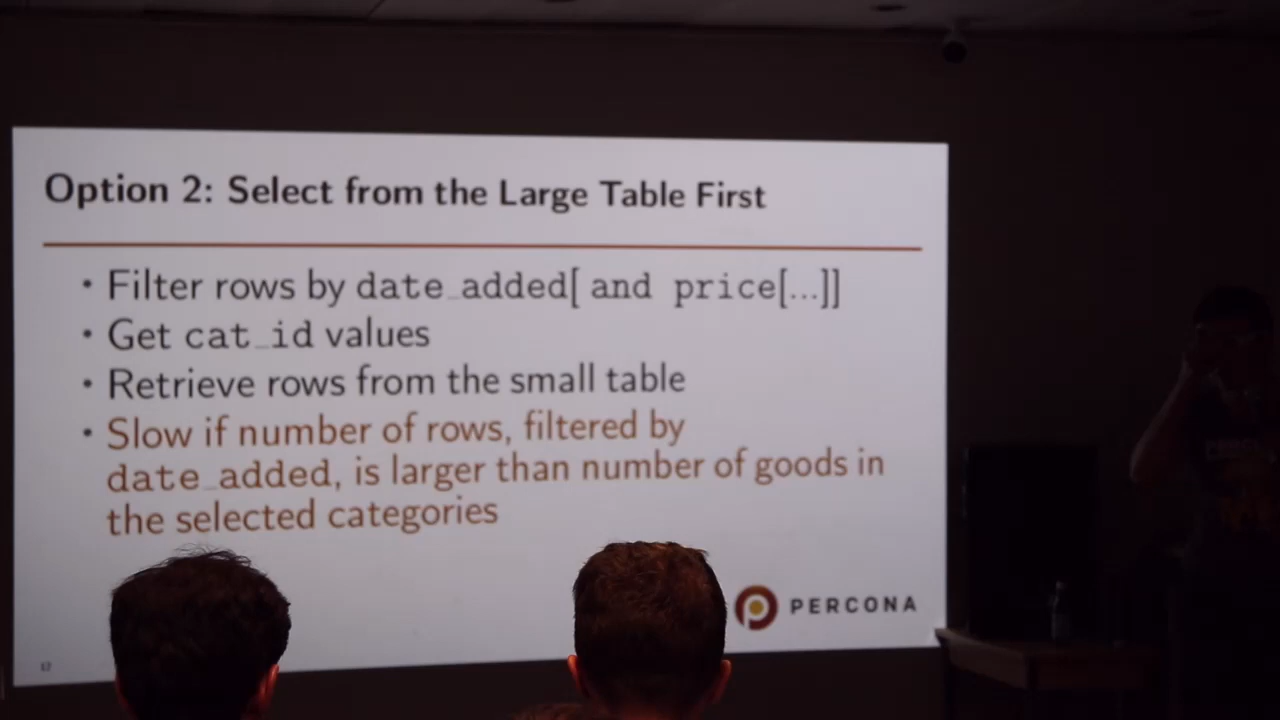 Option 2: Select from the Large Table First
• Filter rows by date_added[ and price[...]]
• Get cat_id values
• Retrieve rows from the small table
• Slow if number of rows, filtered by
date_added, is larger than number of goods in
the selected categories
PERCONA